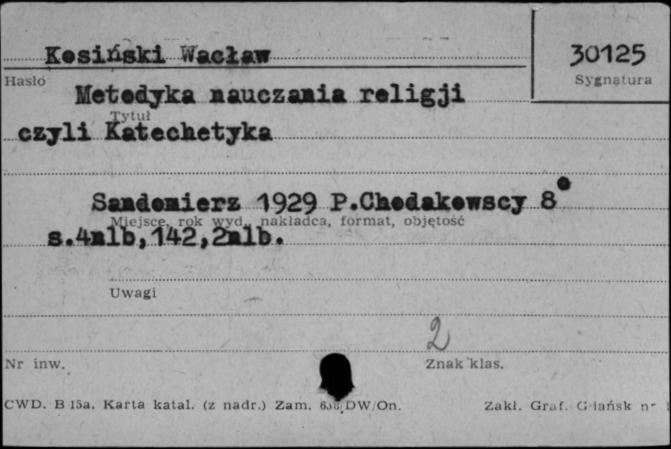 Kosiński Wacław
30125
Hasło
Sygnatura
Metodyka nauczania religji
Tytuł
czyli Katechetyka
Sandomierz 1929 P.Chodakowscy 8°
Miejsce, rok wyd., nakładca, format, objętość
s.4nlb,142,2nlb.
Uwagi
2
Nr inw.
Znak klas.
CWD. B 15a. Karta katal. (z nadr.) Zam. DW/On.
Zakł. Graf. Gdańsk nr